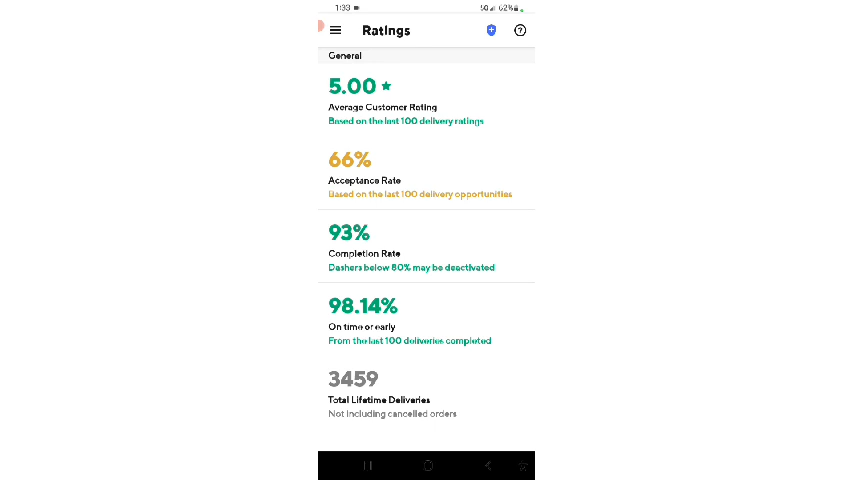 1:33
5G 62%
Ratings
General
5.00 ★
Average Customer Rating
Based on the last 100 delivery ratings
66%
Acceptance Rate
Based on the last 100 delivery opportunities
93%
Completion Rate
Dashers below 80% may be deactivated
98.14%
On time or early
From the last 100 deliveries completed
3459
Total Lifetime Deliveries
Not including cancelled orders